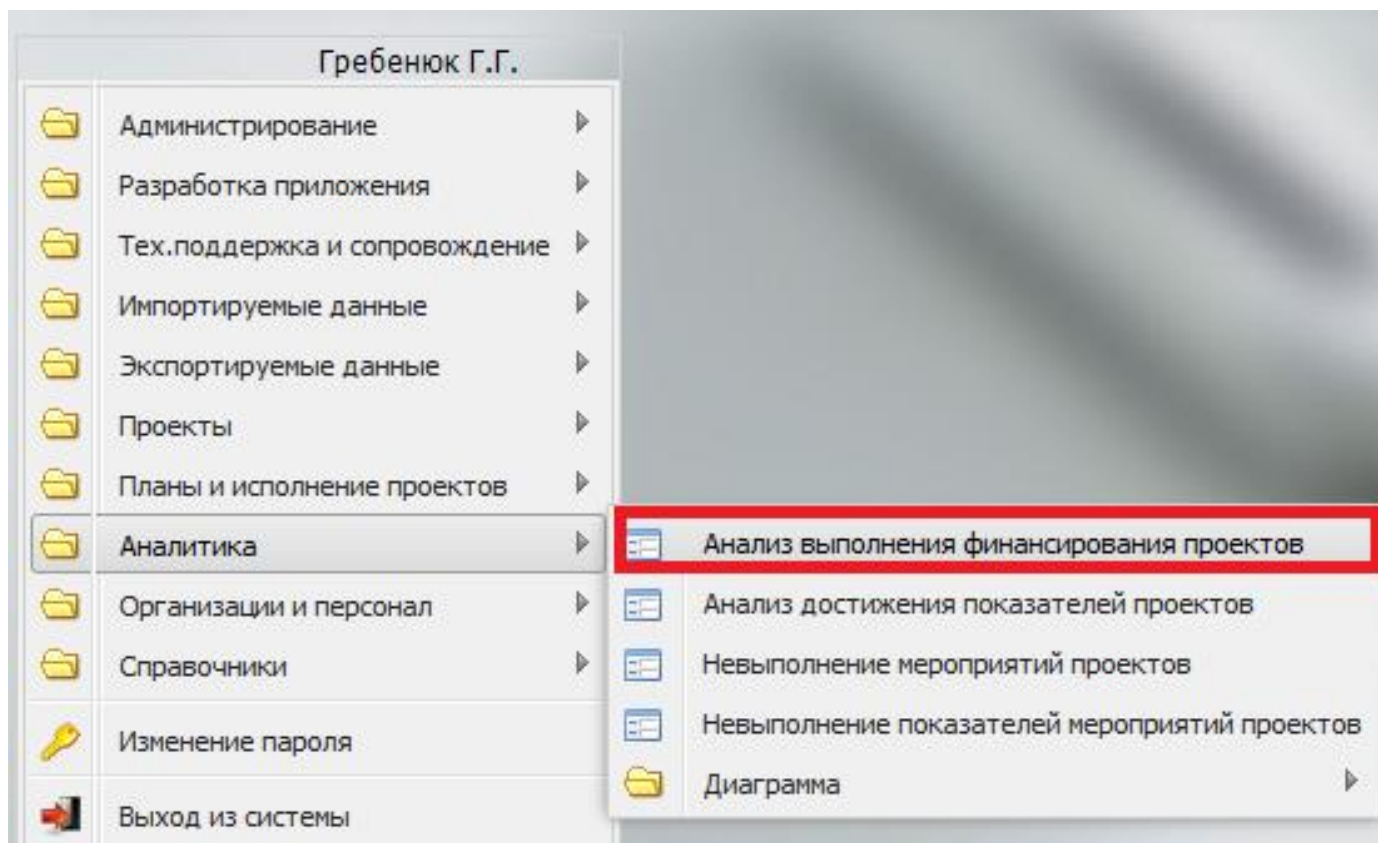 Гребенюк Г.Г.
Администрирование
Разработка приложения
Тех.поддержка и сопровождение
Импортируемые данные
Экспортируемые данные
Проекты
Планы и исполнение проектов
Аналитика
Анализ выполнения финансирования проектов
Организации и персонал
Анализ достижения показателей проектов
Справочники
Невыполнение мероприятий проектов
Невыполнение показателей мероприятий проектов
Изменение пароля
Диаграмма
Выход из системы